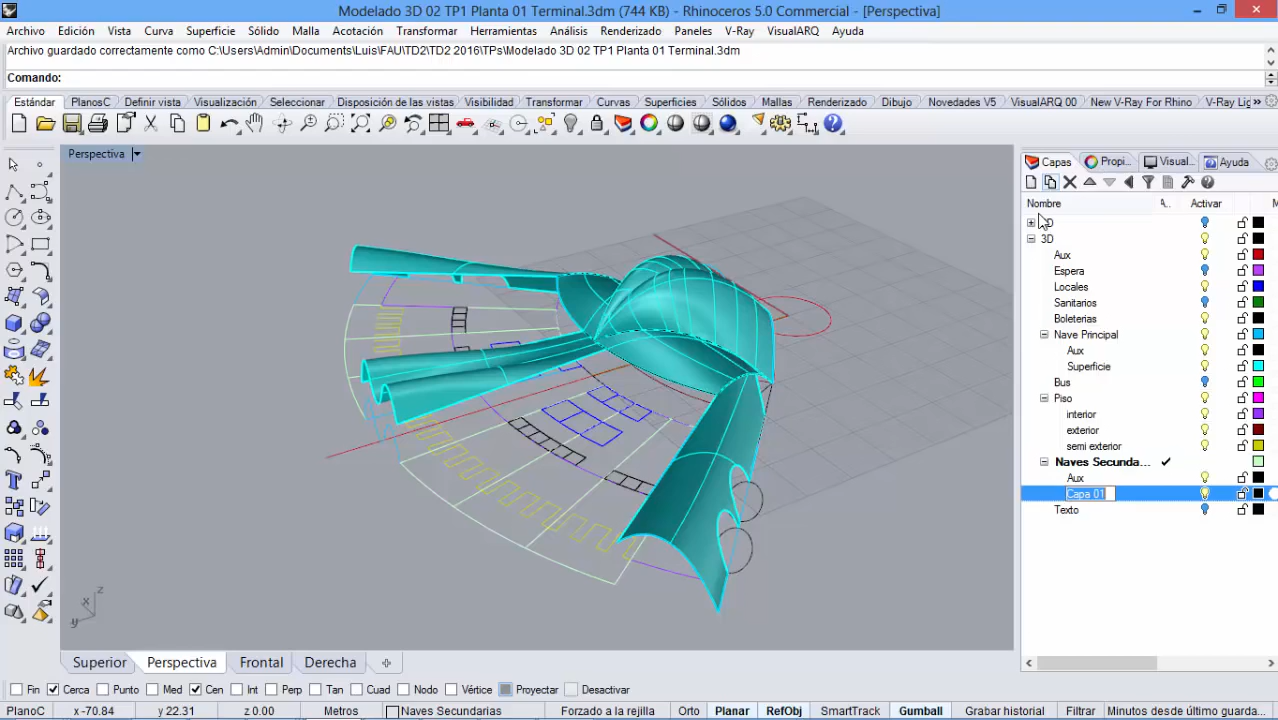 Modelado 3D 02 TP1 Planta 01 Terminal.3dm (744 KB) - Rhinoceros 5.0 Commercial - [Perspectiva]
Archivo Edición Vista Curva Superficie Sólido Malla Acotación Transformar Herramientas Análisis Renderizado Paneles V-Ray VisualARQ Ayuda
Archivo guardado correctamente como C:\Users\Admin\Documents\Luis\FAU\TD2\TD2 2016\TPs\Modelado 3D 02 TP1 Planta 01 Terminal.3dm
Comando:
Estándar PlanosC Definir vista Visualización Seleccionar Disposición de las vistas Visibilidad Transformar Curvas Superficies Sólidos Mallas Renderizado Dibujo Novedades V5 VisualARQ 00 New V-Ray For Rhino V-Ray Lig
Perspectiva
Capas Propi... Visual... Ayuda
Nombre A... Activar M
D
3D
Aux
Espera
Locales
Sanitarios
Boleterias
Nave Principal
Aux
Superficie
Bus
Piso
interior
exterior
semi exterior
Naves Secunda...
Aux
Capa 01
Texto
z
x
y
Superior Perspectiva Frontal Derecha
Fin Cerca Punto Med Cen Int Perp Tan Cuad Nodo Vértice Proyectar Desactivar
PlanoC x -70.84 y 22.31 z 0.00 Metros Naves Secundarias Forzado a la rejilla Orto Planar RefObj SmartTrack Gumball Grabar historial Filtrar Minutos desde último guarda...